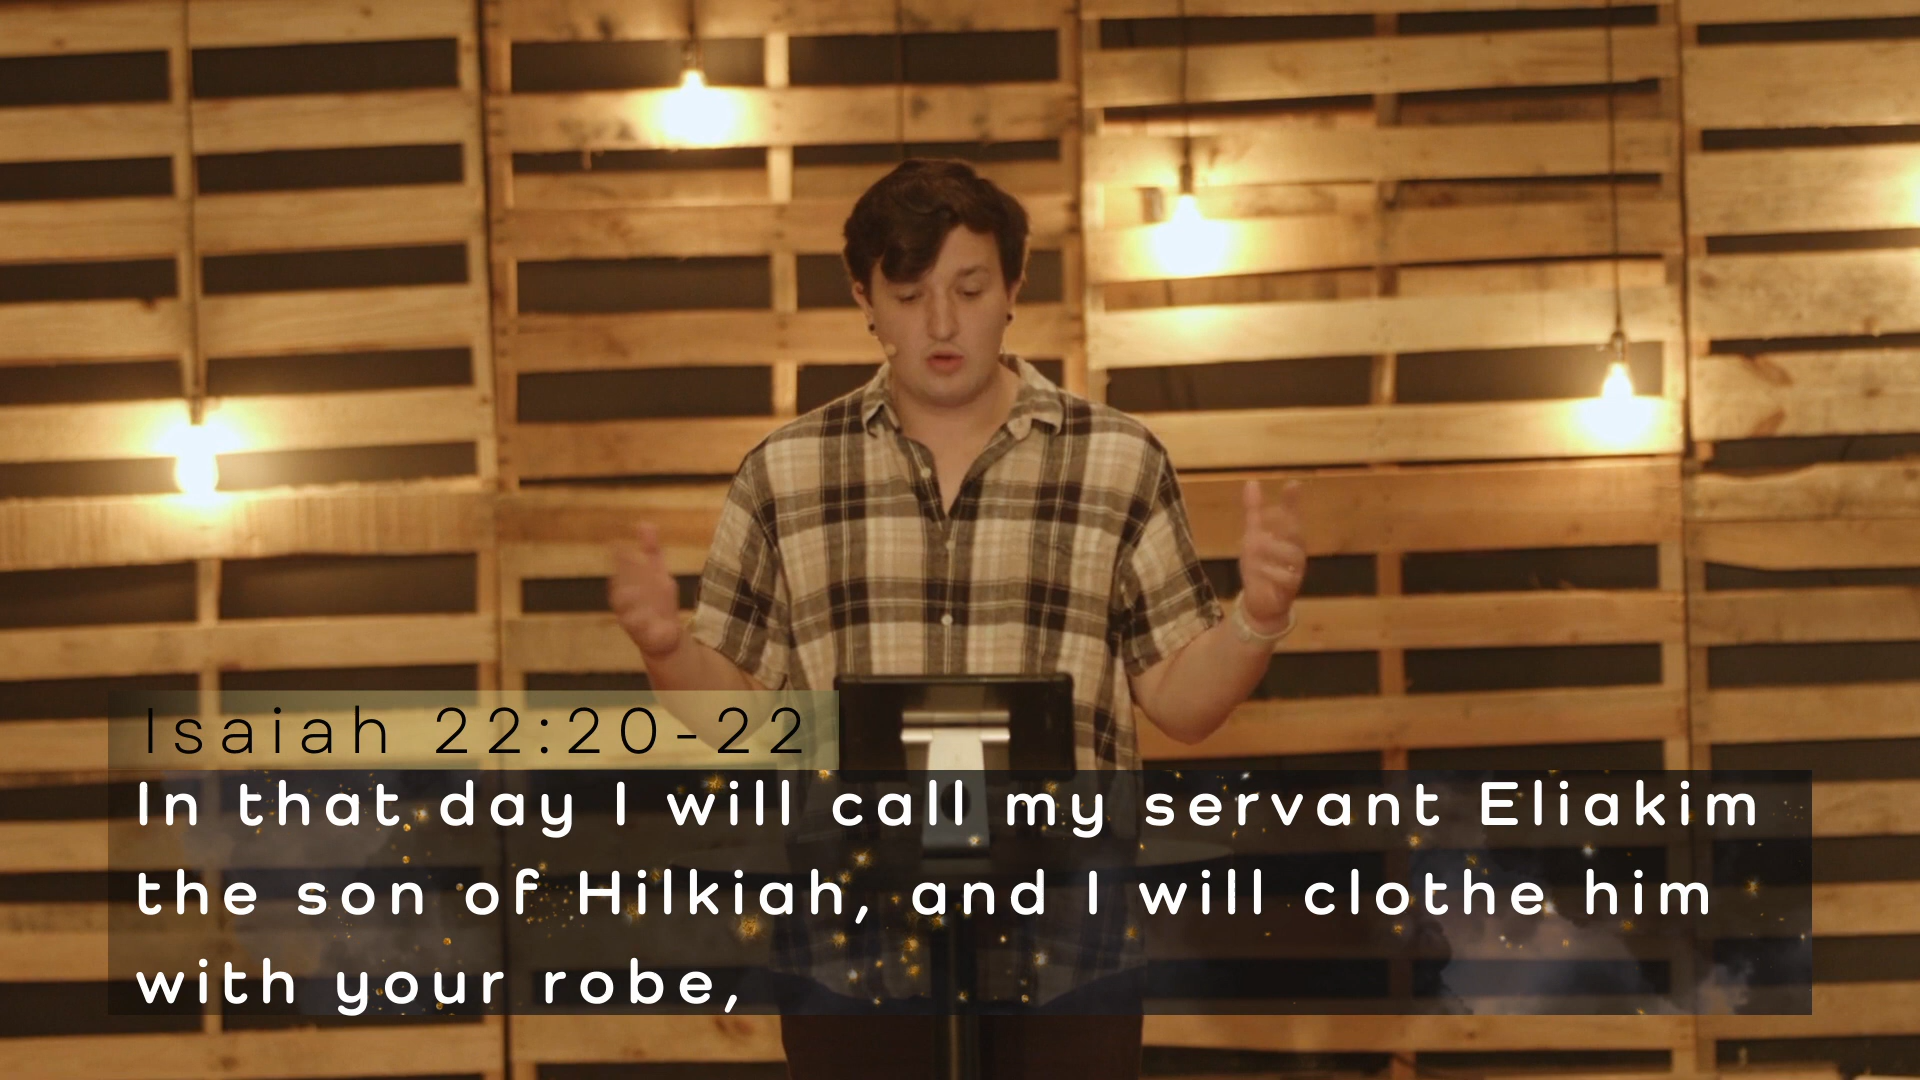 Isaiah 22:20-22
In that day I will call my servant Eliakim
the son of Hilkiah, and I will clothe him
with your robe,